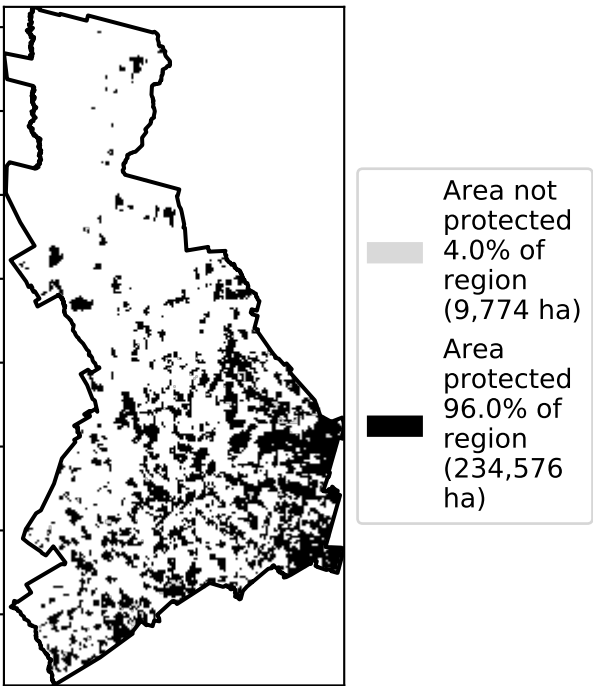 Area not
protected
4.0% of
region
(9,774 ha)
Area
protected
96.0% of
region
(234,576
ha)